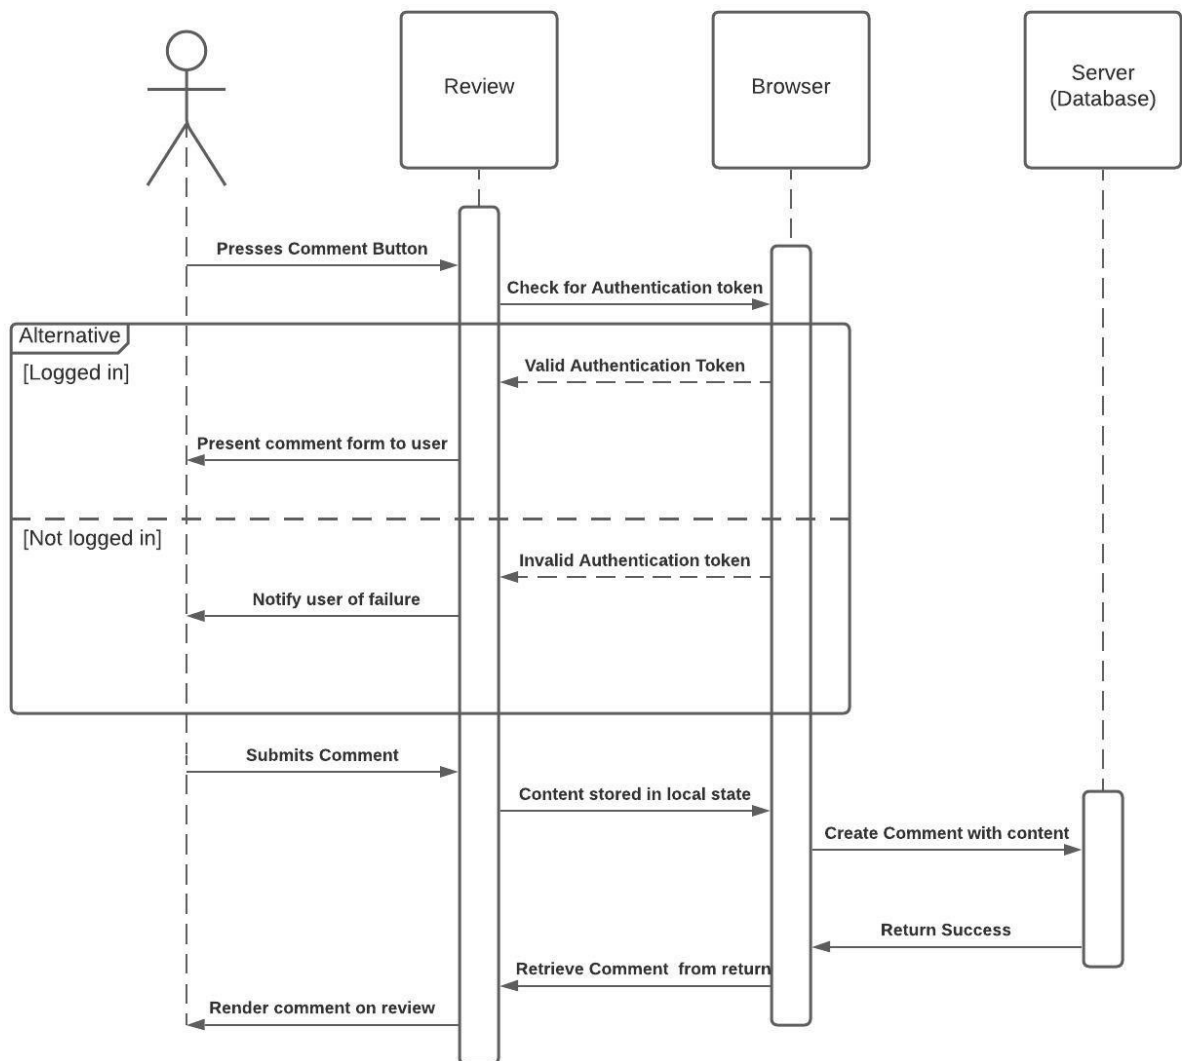 Review
Browser
Server
(Database)
Presses Comment Button
Check for Authentication token
Alternative
[Logged in]
Valid Authentication Token
Present comment form to user
[Not logged in]
Invalid Authentication token
Notify user of failure
Submits Comment
Content stored in local state
Create Comment with content
Return Success
Retrieve Comment  from return
Render comment on review